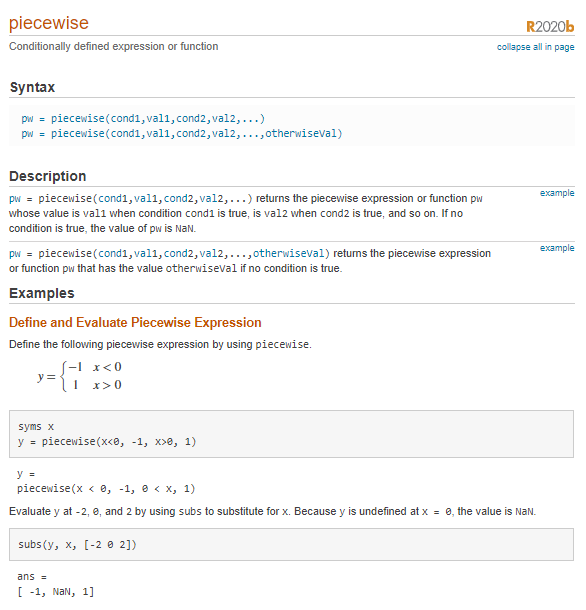 piecewise
R2020b
Conditionally defined expression or function
collapse all in page
Syntax
pw = piecewise(cond1,val1,cond2,val2,...)
pw = piecewise(cond1,val1,cond2,val2,...,otherwiseVal)
Description
pw = piecewise(cond1,val1,cond2,val2,...) returns the piecewise expression or function pw
example
whose value is val1 when condition cond1 is true, is val2 when cond2 is true, and so on. If no
condition is true, the value of pw is NaN.
pw = piecewise(cond1,val1,cond2,val2,...,otherwiseVal) returns the piecewise expression
example
or function pw that has the value otherwiseVal if no condition is true.
Examples
Define and Evaluate Piecewise Expression
Define the following piecewise expression by using piecewise.
y = { −1 x < 0
1 x > 0
syms x
y = piecewise(x<0, -1, x>0, 1)
y =
piecewise(x < 0, -1, 0 < x, 1)
Evaluate y at -2, 0, and 2 by using subs to substitute for x. Because y is undefined at x = 0, the value is NaN.
subs(y, x, [-2 0 2])
ans =
[ -1, NaN, 1]